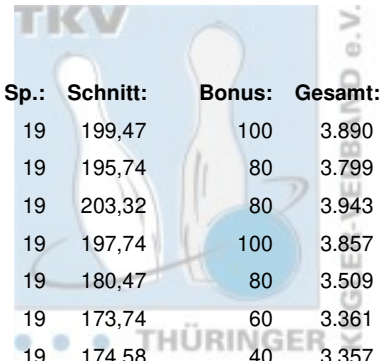 TKV
Sp.: Schnitt: Bonus: Gesamt:
19 199,47 100 3.890
19 195,74 80 3.799
19 203,32 80 3.943
19 197,74 100 3.857
19 180,47 80 3.509
19 173,74 60 3.361
THÜRINGER
19 174,58 40 3.357
KEGLER-VERBAND e.V.